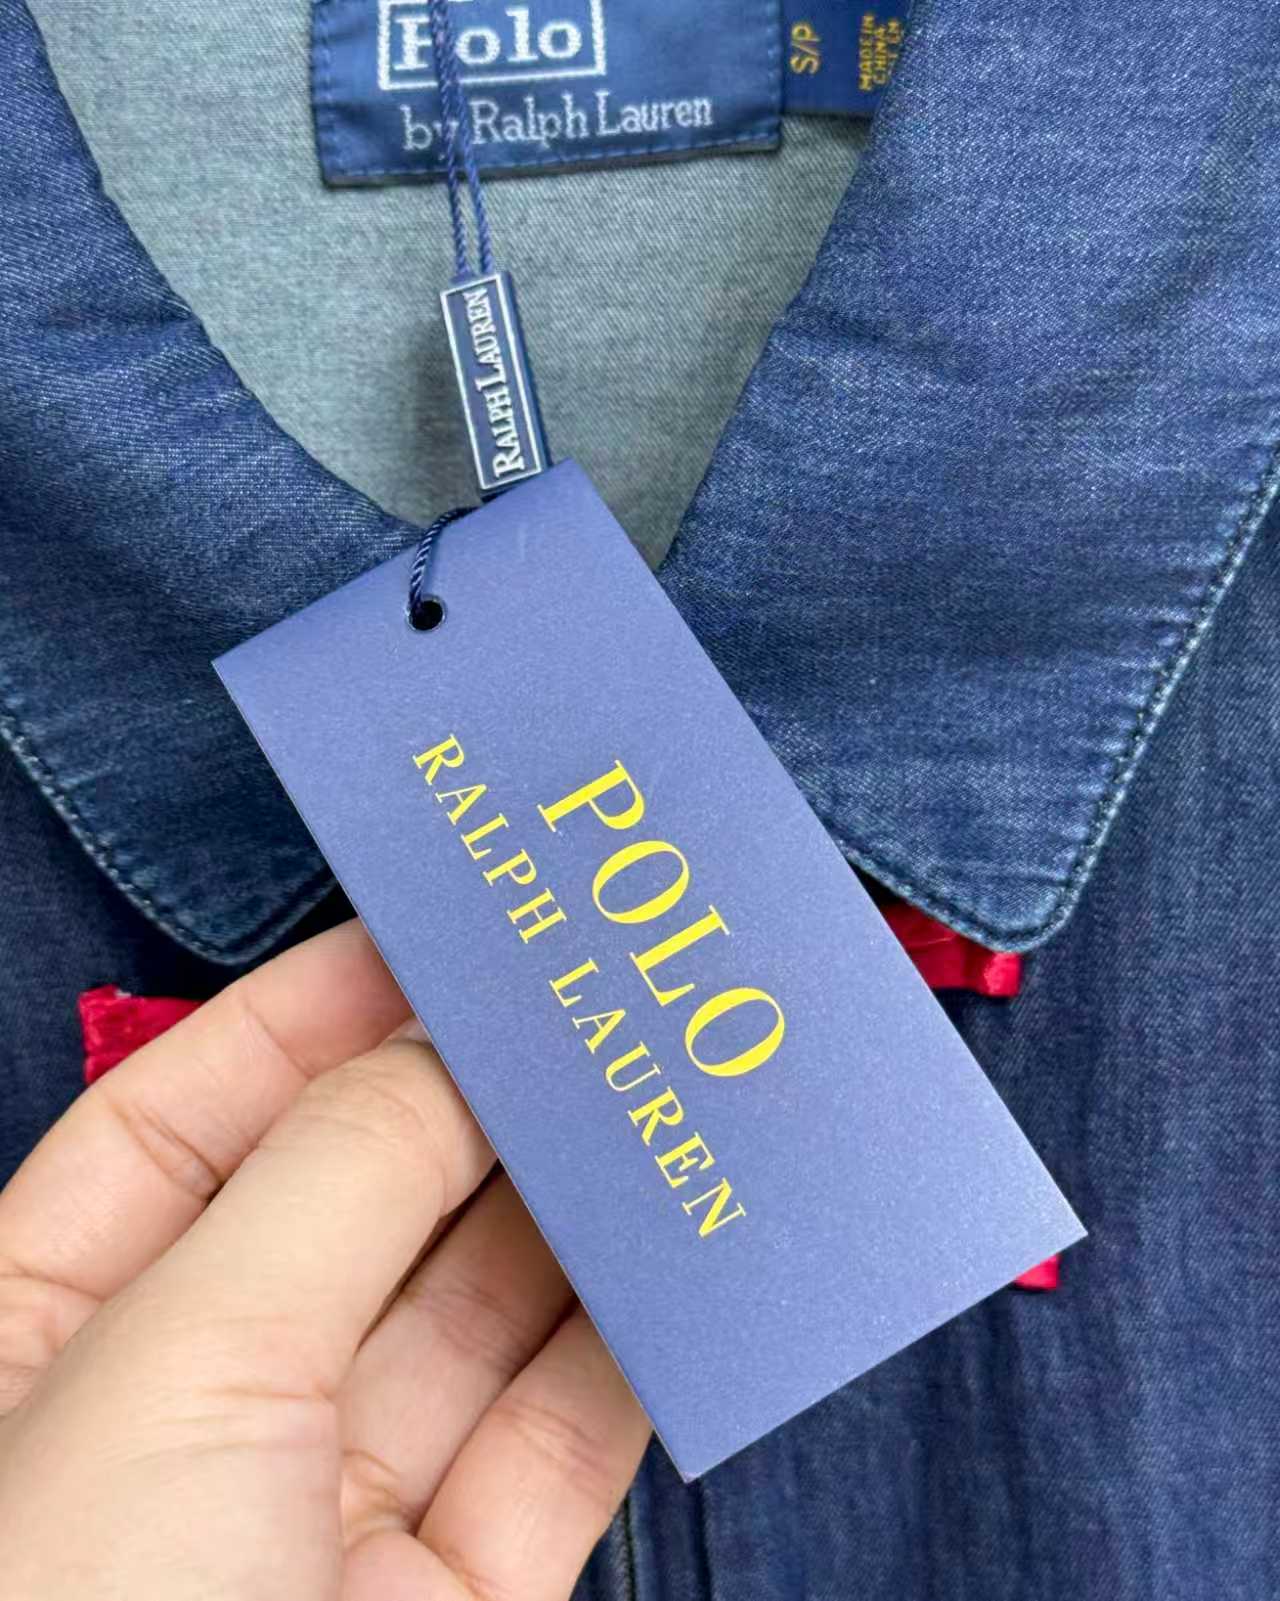 Polo
by Ralph Lauren
S/P
MADE IN
CHINA
RALPH LAUREN
POLO
RALPH LAUREN